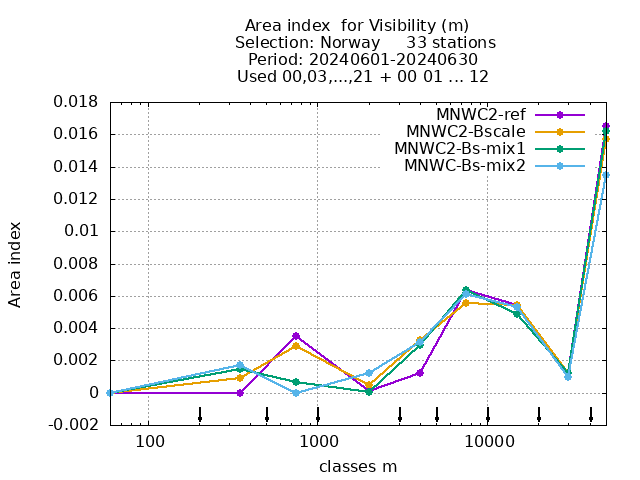 Area index  for Visibility (m)
Selection: Norway     33 stations
Period: 20240601-20240630
Used 00,03,...,21 + 00 01 ... 12
MNWC2-ref
MNWC2-Bscale
MNWC2-Bs-mix1
MNWC-Bs-mix2
Area index
0.018
0.016
0.014
0.012
0.01
0.008
0.006
0.004
0.002
0
-0.002
100
1000
10000
classes m